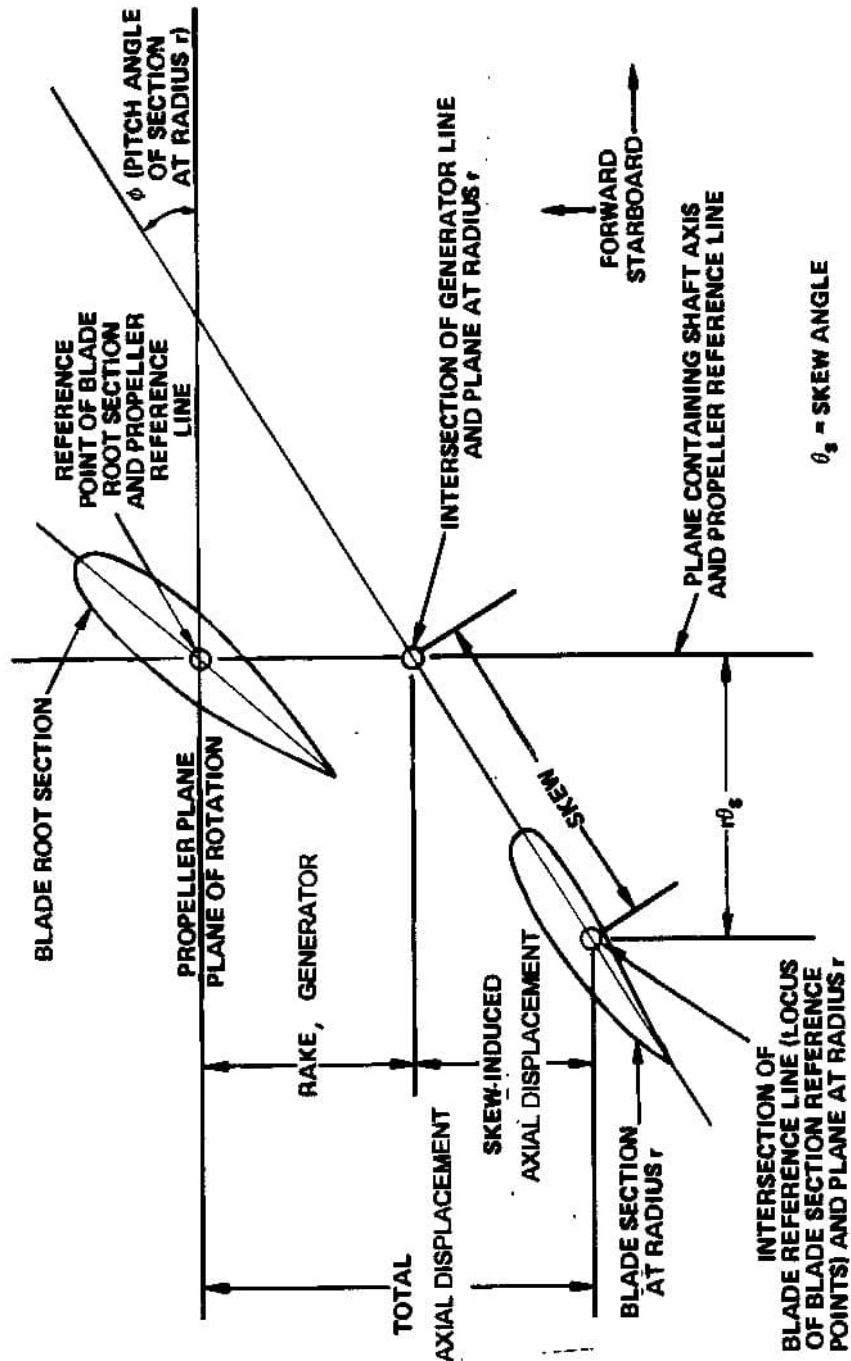 BLADE ROOT SECTION
REFERENCE
POINT OF BLADE
ROOT SECTION
AND PROPELLER
REFERENCE
LINE
ϕ (PITCH ANGLE
OF SECTION
AT RADIUS r)
PROPELLER PLANE
PLANE OF ROTATION
RAKE, GENERATOR
TOTAL
AXIAL DISPLACEMENT
SKEW-INDUCED
AXIAL DISPLACEMENT
INTERSECTION OF GENERATOR LINE
AND PLANE AT RADIUS r
FORWARD
STARBOARD
SKEW
BLADE SECTION
AT RADIUS r
rθs
PLANE CONTAINING SHAFT AXIS
AND PROPELLER REFERENCE LINE
INTERSECTION OF
BLADE REFERENCE LINE (LOCUS
OF BLADE SECTION REFERENCE
POINTS) AND PLANE AT RADIUS r
θs = SKEW ANGLE